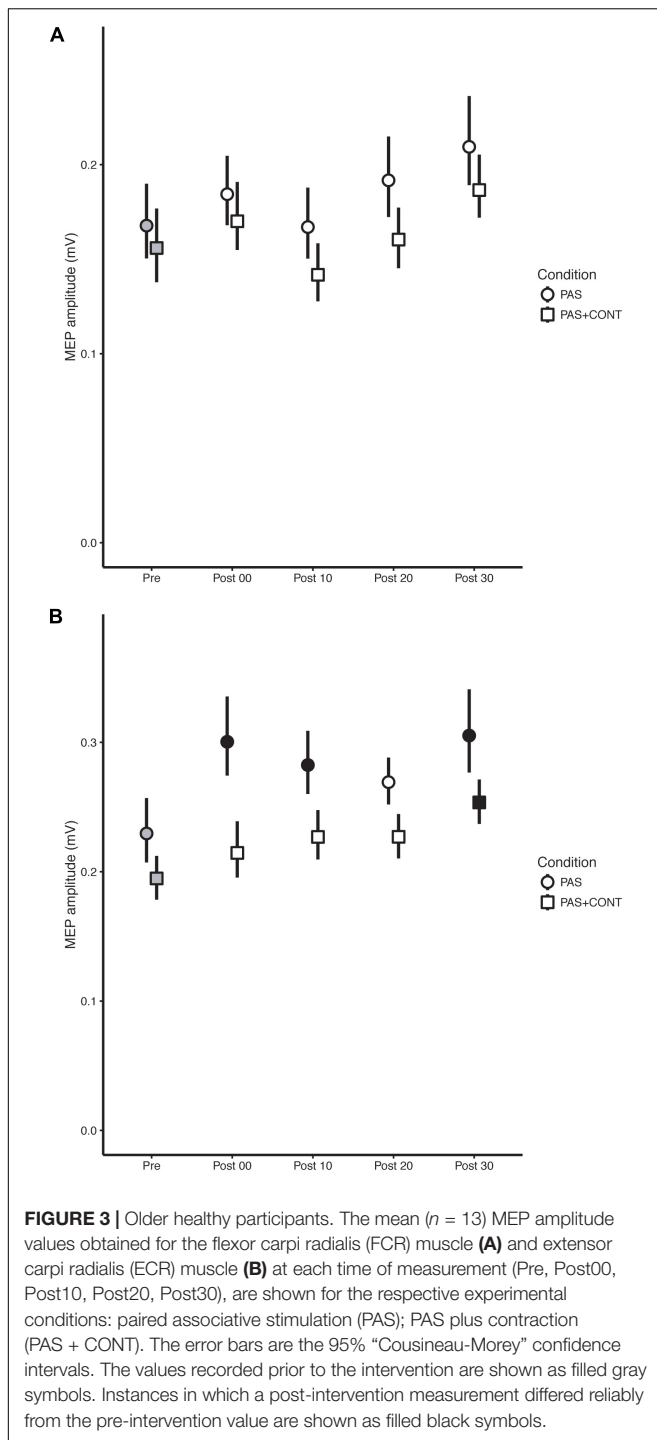 A
0.2
0.1
0.0
MEP amplitude (mV)
Pre
Post 00
Post 10
Post 20
Post 30
Condition
PAS
PAS+CONT
B
0.3
0.2
0.1
0.0
MEP amplitude (mV)
Pre
Post 00
Post 10
Post 20
Post 30
Condition
PAS
PAS+CONT
FIGURE 3 | Older healthy participants. The mean (n = 13) MEP amplitude
values obtained for the flexor carpi radialis (FCR) muscle (A) and extensor
carpi radialis (ECR) muscle (B) at each time of measurement (Pre, Post00,
Post10, Post20, Post30), are shown for the respective experimental
conditions: paired associative stimulation (PAS); PAS plus contraction
(PAS + CONT). The error bars are the 95% “Cousineau-Morey” confidence
intervals. The values recorded prior to the intervention are shown as filled gray
symbols. Instances in which a post-intervention measurement differed reliably
from the pre-intervention value are shown as filled black symbols.